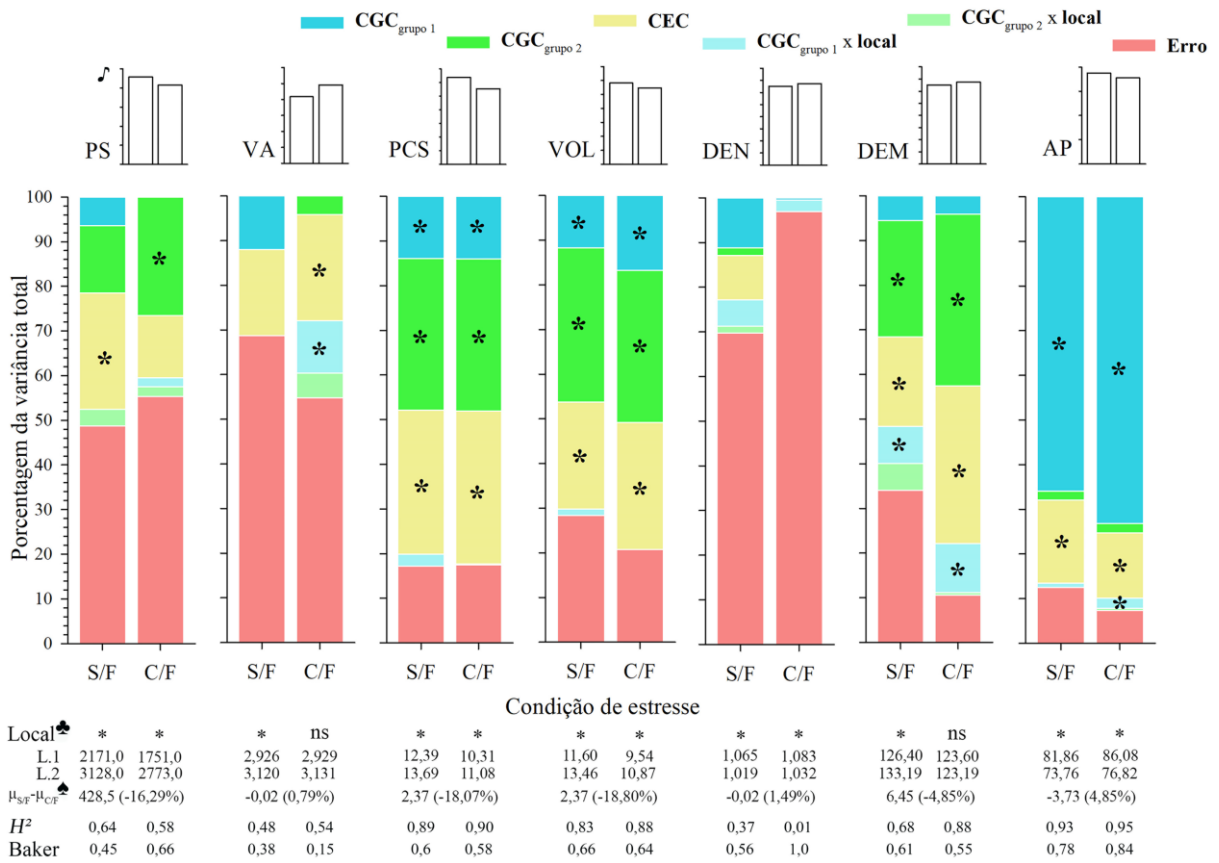 CGC grupo 1
CGC grupo 2
CEC
CGC grupo 1 x local
CGC grupo 2 x local
Erro
♪
PS VA PCS VOL DEN DEM AP
Porcentagem da variância total
100
90
80
70
60
50
40
30
20
10
0
* * * * * * * * * * * * * * * * * * * * * * * * * * * * *
S/F C/F S/F C/F S/F C/F S/F C/F S/F C/F S/F C/F S/F C/F
Condição de estresse
Local♣ * * * ns * * * * * * * ns * *
L.1 2171,0 1751,0 2,926 2,929 12,39 10,31 11,60 9,54 1,065 1,083 126,40 123,60 81,86 86,08
L.2 3128,0 2773,0 3,120 3,131 13,69 11,08 13,46 10,87 1,019 1,032 133,19 123,19 73,76 76,82
μS/F-μC/F♠ 428,5 (-16,29%) -0,02 (0,79%) 2,37 (-18,07%) 2,37 (-18,80%) -0,02 (1,49%) 6,45 (-4,85%) -3,73 (4,85%)
H² 0,64 0,58 0,48 0,54 0,89 0,90 0,83 0,88 0,37 0,01 0,68 0,88 0,93 0,95
Baker 0,45 0,66 0,38 0,15 0,6 0,58 0,66 0,64 0,56 1,0 0,61 0,55 0,78 0,84